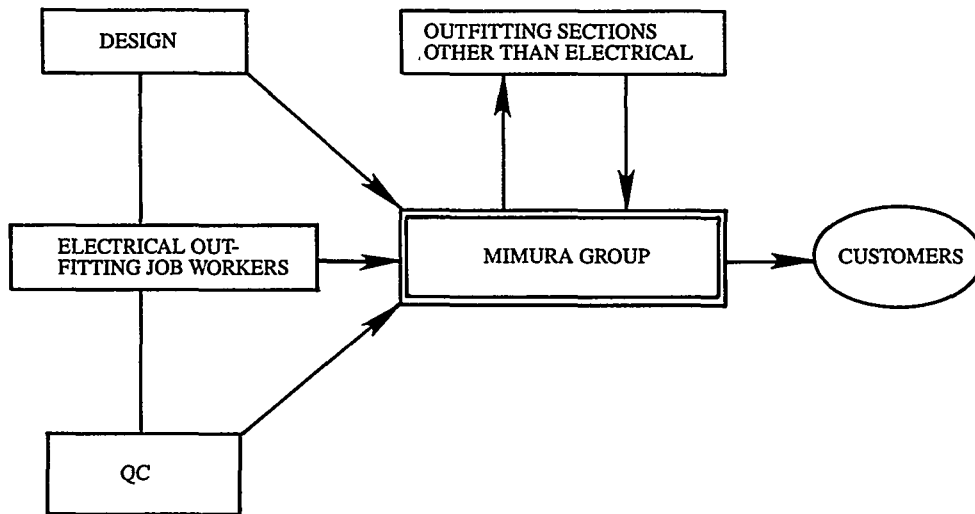 DESIGN
OUTFITTING SECTIONS
OTHER THAN ELECTRICAL
ELECTRICAL OUT-
FITTING JOB WORKERS
MIMURA GROUP
CUSTOMERS
QC